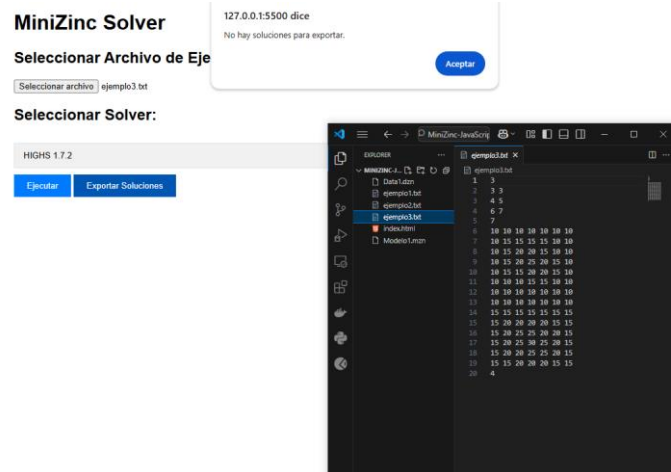 MiniZinc Solver
Seleccionar Archivo de Eje
Seleccionar archivo ejemplo3.txt
Seleccionar Solver:
HIGHS 1.7.2
Ejecutar Exportar Soluciones
127.0.0.1:5500 dice
No hay soluciones para exportar.
Aceptar
MiniZinc-JavaScrip
EXPLORER
MINIZINC-J...
Data1.dzn
ejemplo1.txt
ejemplo2.txt
ejemplo3.txt
index.html
Modelo1.mzn
ejemplo3.txt
ejemplo3.txt
1 3
2 3 3
3 4 5
4 6 7
5 7
6 10 10 10 10 10 10 10
7 10 15 15 15 15 10 10
8 10 15 20 20 15 10 10
9 10 15 20 25 20 15 10
10 10 15 15 20 20 15 10
11 10 10 10 15 15 10 10
12 10 10 10 10 10 10 10
13 10 10 10 10 10 10 10
14 15 15 15 15 15 15 15
15 15 20 20 20 20 15 15
16 15 20 25 25 20 20 15
17 15 20 25 30 25 20 15
18 15 20 20 25 25 20 15
19 15 15 20 20 20 15 15
20 4